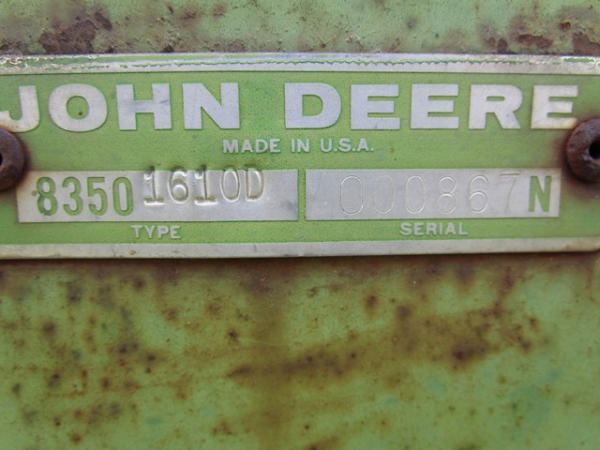 JOHN DEERE
MADE IN U.S.A.
8350 1610D 000867N
TYPE SERIAL